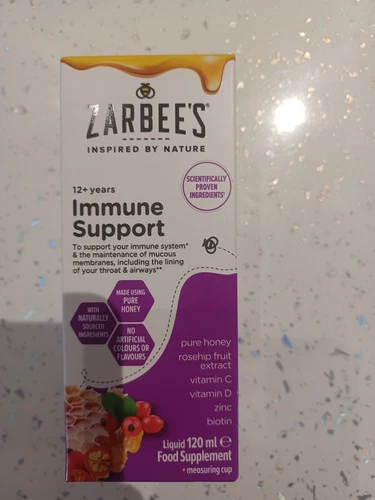 ZARBEE'S®
INSPIRED BY NATURE
SCIENTIFICALLY
PROVEN
INGREDIENTS*
12+ years
Immune
Support
To support your immune system*
& the maintenance of mucous
membranes, including the lining
of your throat & airways**
MADE USING
PURE
HONEY
WITH
NATURALLY
SOURCED
INGREDIENTS
NO
ARTIFICIAL
COLOURS OR
FLAVOURS
pure honey
rosehip fruit
extract
vitamin C
vitamin D
zinc
biotin
Liquid 120 ml ℮
Food Supplement
+ measuring cup